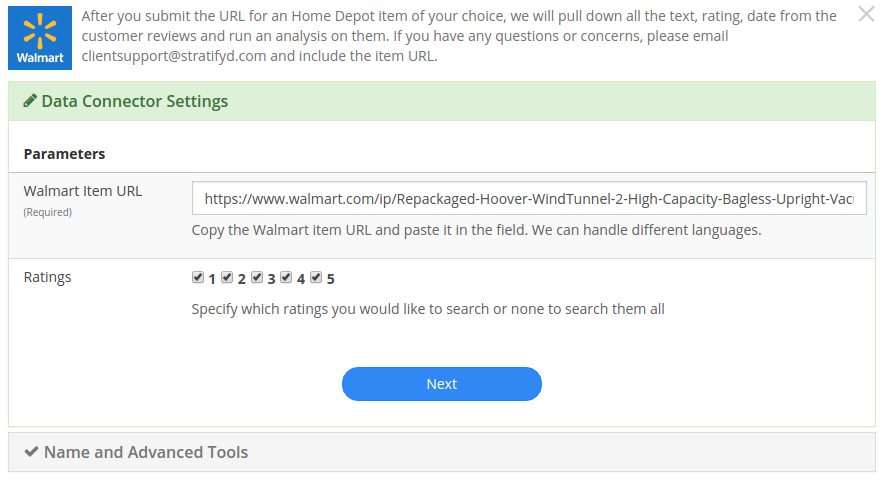 After you submit the URL for an Home Depot item of your choice, we will pull down all the text, rating, date from the
customer reviews and run an analysis on them. If you have any questions or concerns, please email
clientsupport@stratifyd.com and include the item URL.
Walmart
Data Connector Settings
Parameters
Walmart Item URL
(Required)
https://www.walmart.com/ip/Repackaged-Hoover-WindTunnel-2-High-Capacity-Bagless-Upright-Vac
Copy the Walmart item URL and paste it in the field. We can handle different languages.
Ratings
1 2 3 4 5
Specify which ratings you would like to search or none to search them all
Next
Name and Advanced Tools